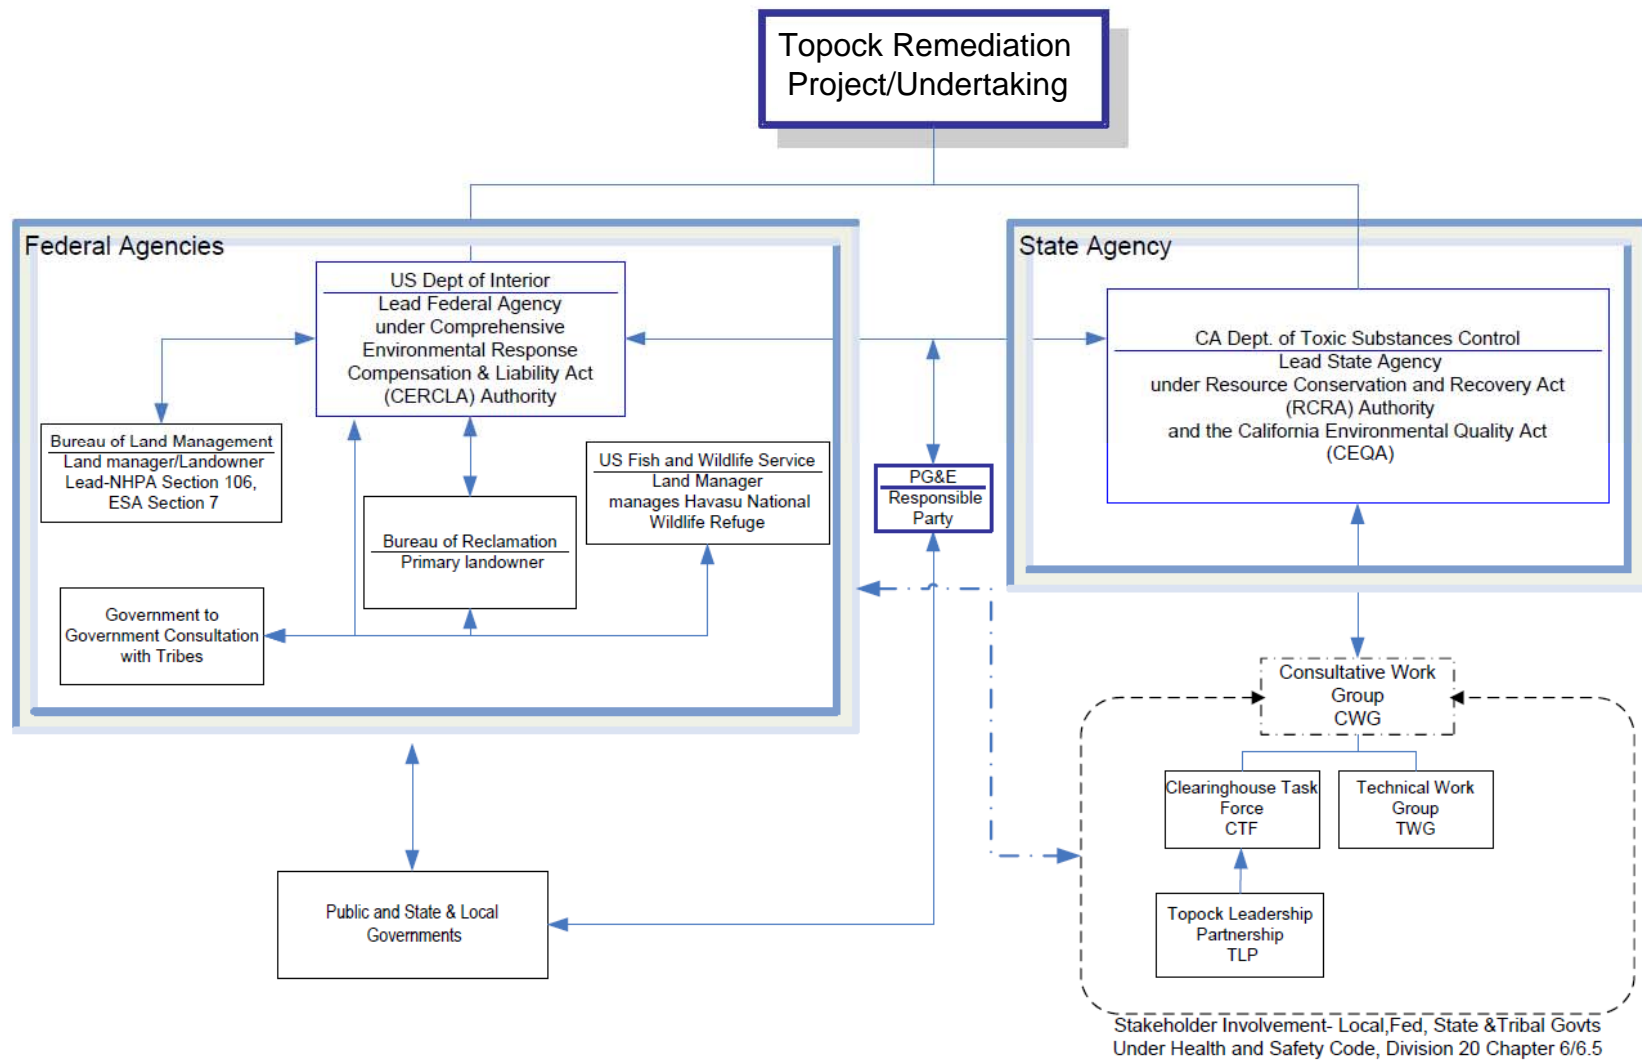 Topock Remediation
Project/Undertaking
Federal Agencies
US Dept of Interior
Lead Federal Agency
under Comprehensive
Environmental Response
Compensation & Liability Act
(CERCLA) Authority
Bureau of Land Management
Land manager/Landowner
Lead-NHPA Section 106,
ESA Section 7
US Fish and Wildlife Service
Land Manager
manages Havasu National
Wildlife Refuge
Bureau of Reclamation
Primary landowner
Government to
Government Consultation
with Tribes
State Agency
CA Dept. of Toxic Substances Control
Lead State Agency
under Resource Conservation and Recovery Act
(RCRA) Authority
and the California Environmental Quality Act
(CEQA)
PG&E
Responsible
Party
Consultative Work
Group
CWG
Clearinghouse Task
Force
CTF
Technical Work
Group
TWG
Topock Leadership
Partnership
TLP
Public and State & Local
Governments
Stakeholder Involvement- Local,Fed, State &Tribal Govts
Under Health and Safety Code, Division 20 Chapter 6/6.5